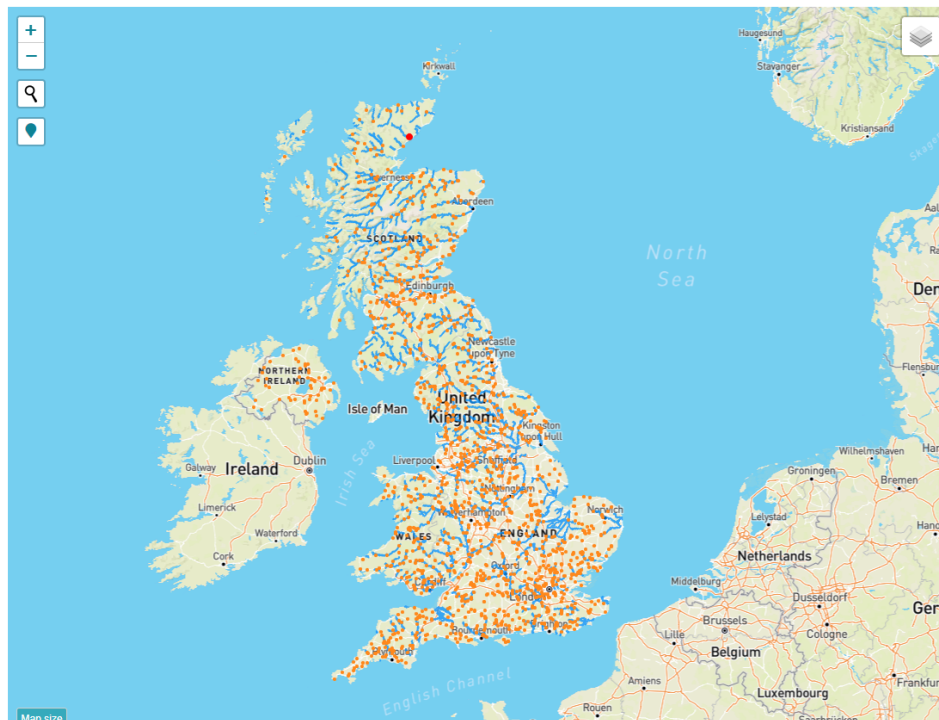 +
−
Haugesund
Stavanger
Kristiansand
Kirkwall
Inverness
Aberdeen
SCOTLAND
North
Sea
Edinburgh
Newcastle
upon Tyne
NORTHERN
IRELAND
Isle of Man
United
Kingdom
Kingston
upon Hull
Flensbur
Den
Irish Sea
Liverpool
Sheffield
Dublin
Galway
Ireland
Nottingham
Wilhelmshaven
Groningen
Bremen
Limerick
Wolverhampton
Norwich
Lelystad
WALES
ENGLAND
Waterford
Cork
Netherlands
Oxford
Cardiff
London
Middelburg
Dusseldorf
Ger
Bournemouth
Brighton
Brussels
Lille
Cologne
Plymouth
Belgium
English Channel
Amiens
Luxembourg
Frankfur
Rouen
Saarbrücken
Map size